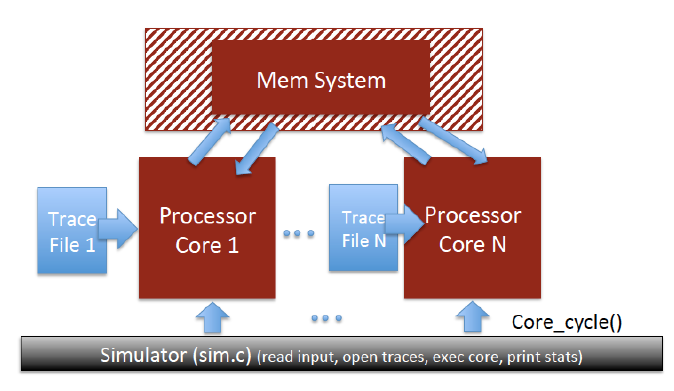 Mem System
Trace
File 1
Processor
Core 1
...
Trace
File N
Processor
Core N
...
Core_cycle()
Simulator (sim.c) (read input, open traces, exec core, print stats)